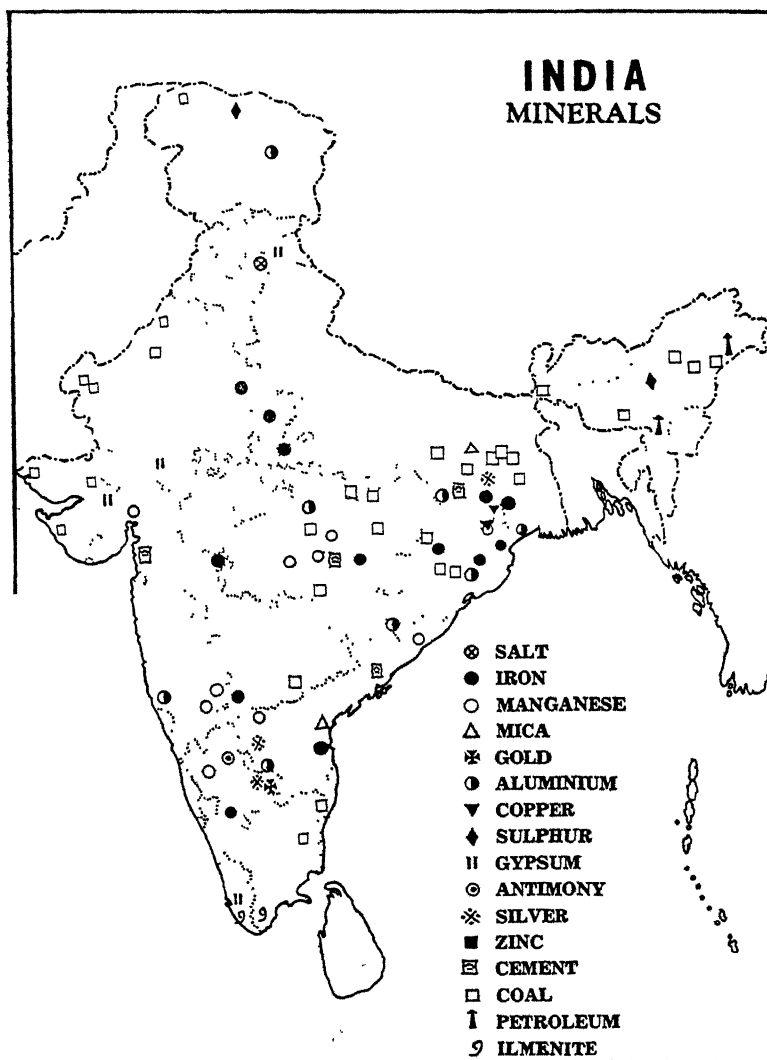 INDIA
MINERALS
SALT
IRON
MANGANESE
MICA
GOLD
ALUMINIUM
COPPER
SULPHUR
GYPSUM
ANTIMONY
SILVER
ZINC
CEMENT
COAL
PETROLEUM
ILMENITE